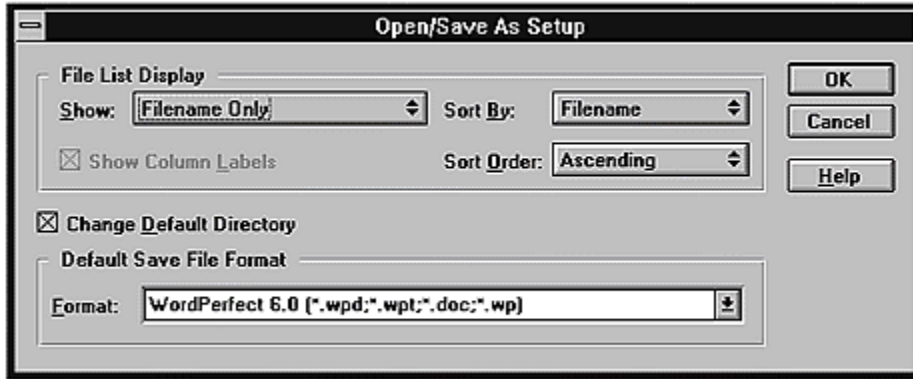 Open/Save As Setup
File List Display
Show: Filename Only Sort By: Filename
Show Column Labels Sort Order: Ascending
OK
Cancel
Help
Change Default Directory
Default Save File Format
Format: WordPerfect 6.0 (*.wpd;*.wpt;*.doc;*.wp)